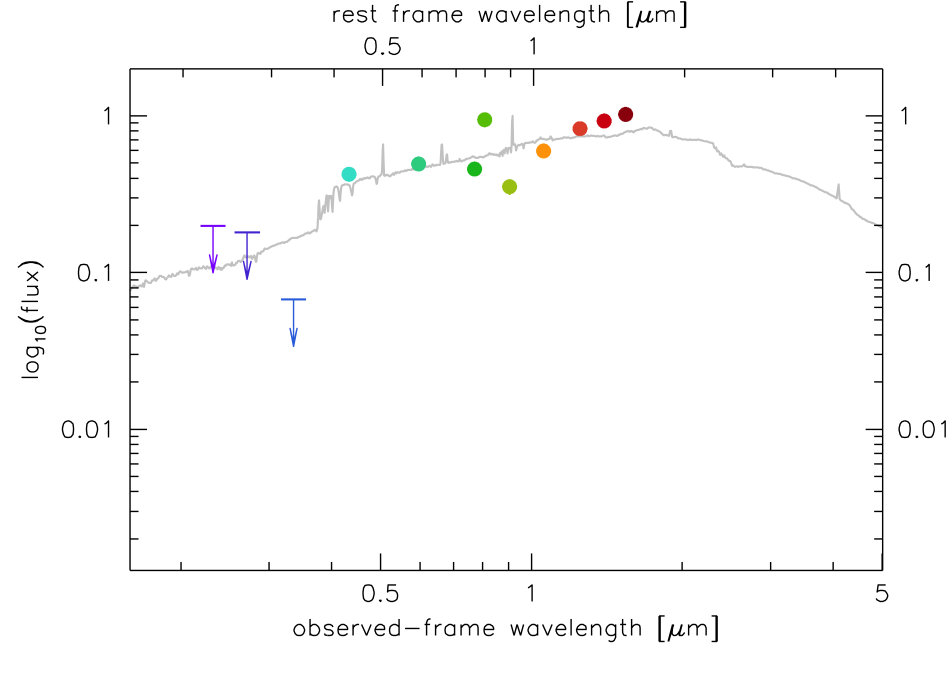 rest frame wavelength [μm]
0.5 1
1 1
0.1 0.1
log10(flux)
0.01 0.01
0.5 1 5
observed-frame wavelength [μm]